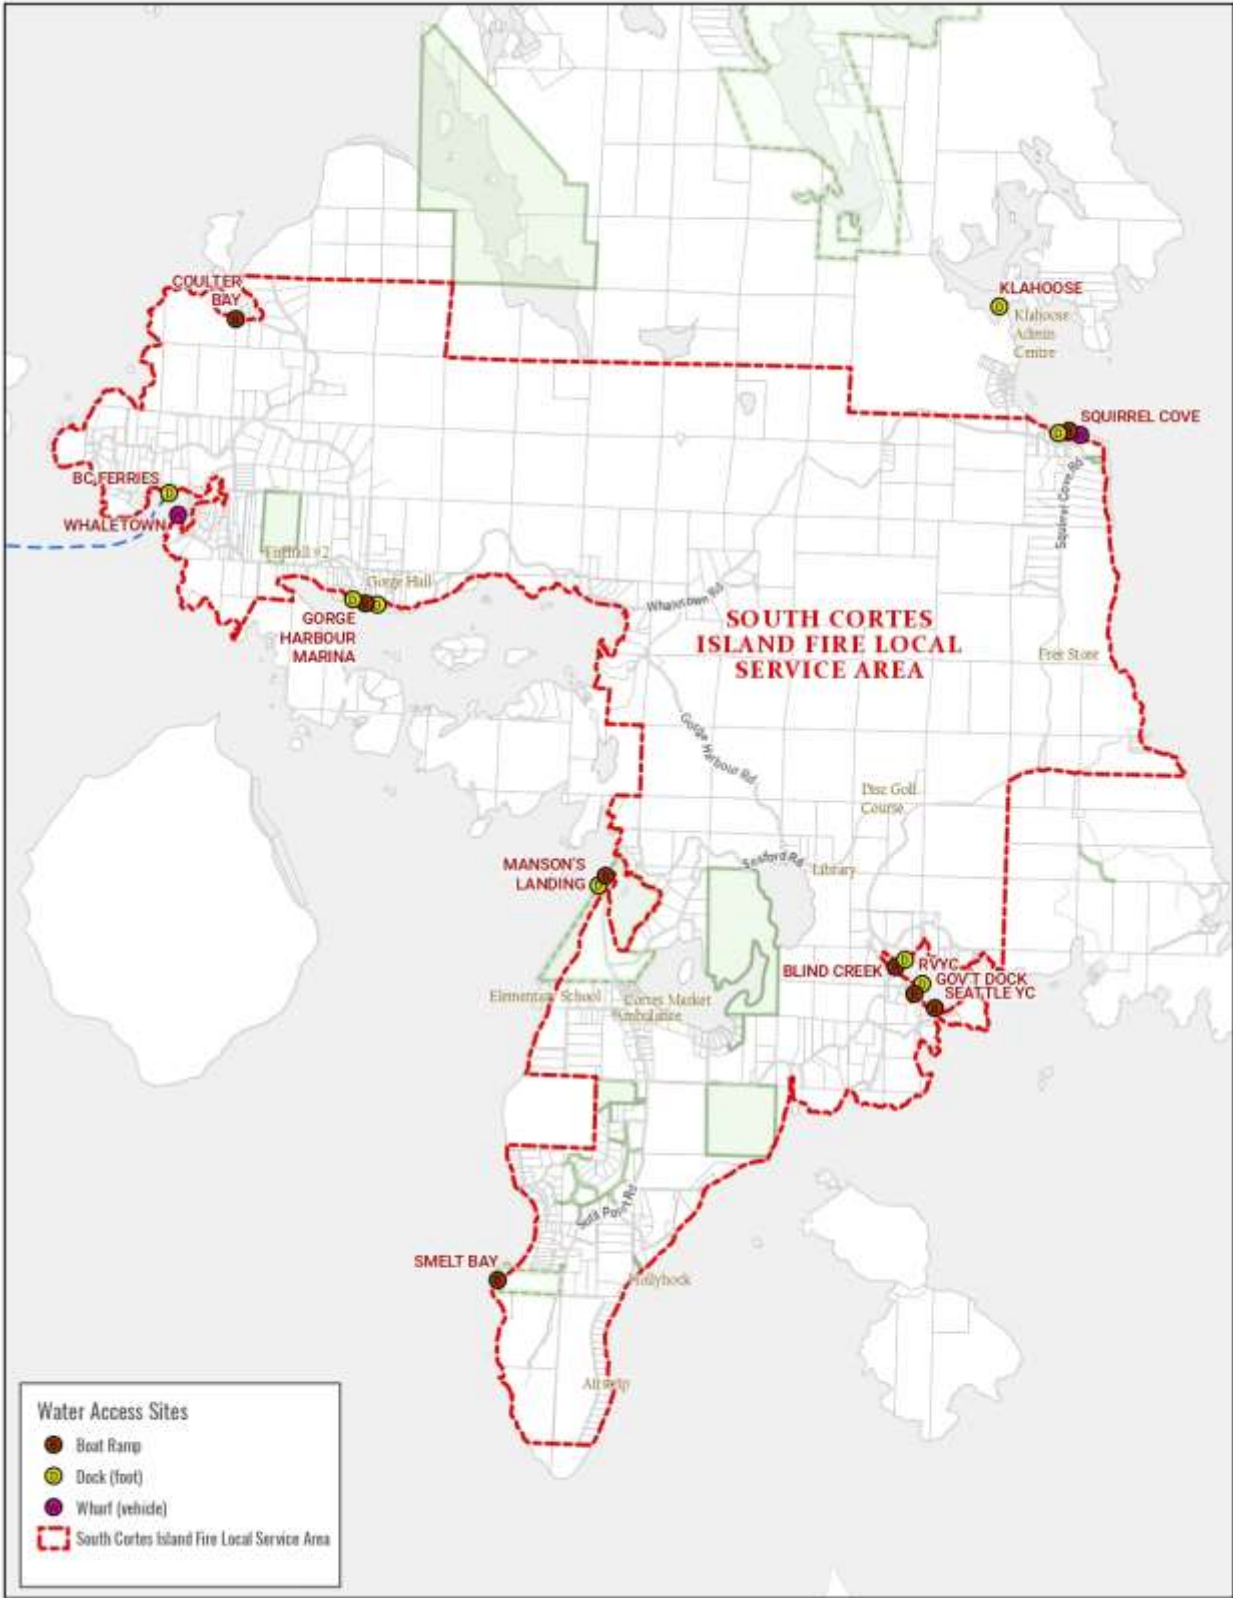 COULTER
BAY
KLAHOOSE
Klahoose
Admin
Centre
SQUIRREL COVE
Squirrel Cove Rd
BC FERRIES
WHALETOWN
Firehall #2
Gorge Hall
GORGE
HARBOUR
MARINA
Whaletown Rd
SOUTH CORTES
ISLAND FIRE LOCAL
SERVICE AREA
Free Store
Gorge Harbour Rd
Disc Golf
Course
MANSON'S
LANDING
Seaford Rd
Library
BLIND CREEK
RVYC
GOV'T DOCK
SEATTLE YC
Elementary School
Cortes Market
Ambulance
Sutil Point Rd
SMELT BAY
Hollyhock
Airstrip
Water Access Sites
Boat Ramp
Dock (foot)
Wharf (vehicle)
South Cortes Island Fire Local Service Area